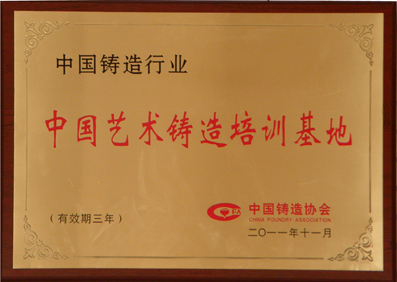 中国铸造行业
中国艺术铸造培训基地
(有效期三年)
中国铸造协会
CHINA FOUNDRY ASSOCIATION
二〇一一年十一月